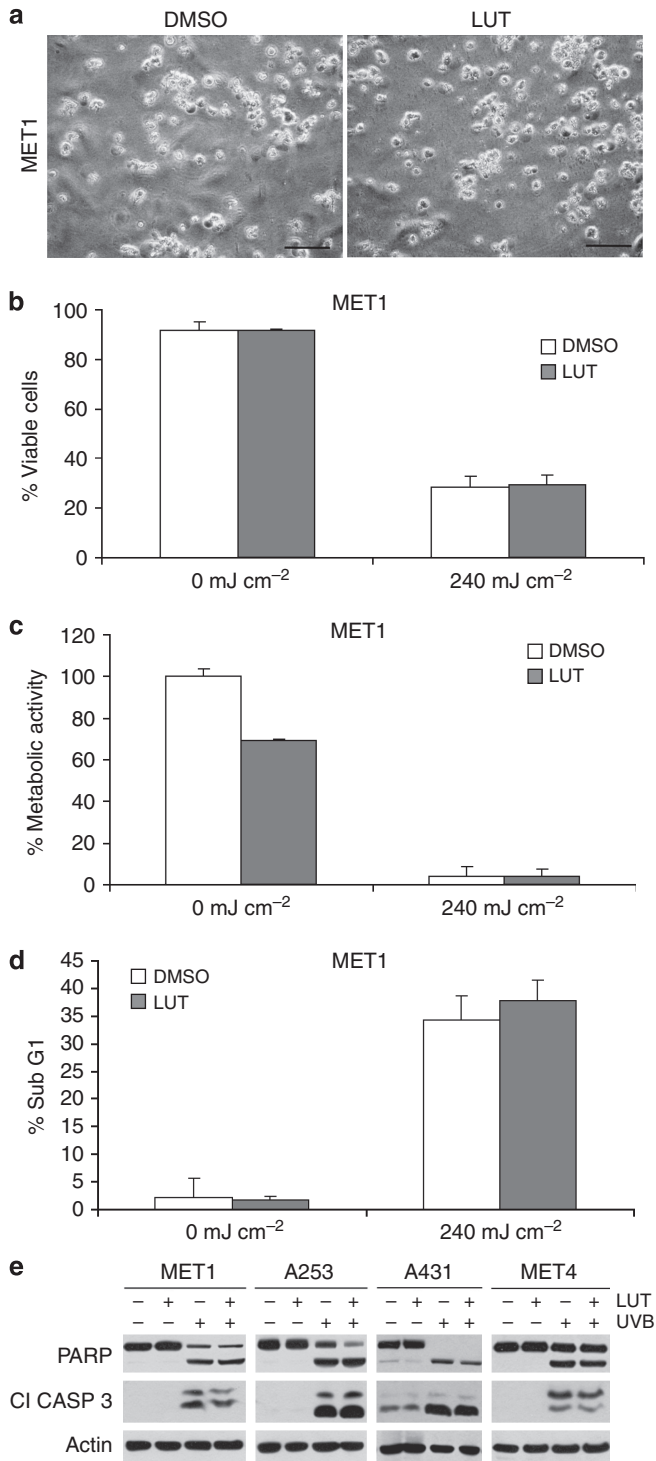 a
DMSO LUT
MET1
b
MET1
% Viable cells
100
80
60
40
20
0
DMSO
LUT
0 mJ cm⁻² 240 mJ cm⁻²
c
MET1
% Metabolic activity
120
100
80
60
40
20
0
DMSO
LUT
0 mJ cm⁻² 240 mJ cm⁻²
d
MET1
% Sub G1
45
40
35
30
25
20
15
10
5
0
DMSO
LUT
0 mJ cm⁻² 240 mJ cm⁻²
e
MET1 A253 A431 MET4
– + – + – + – + – + – + – + – + LUT
– – + + – – + + – – + + – – + + UVB
PARP
Cl CASP 3
Actin